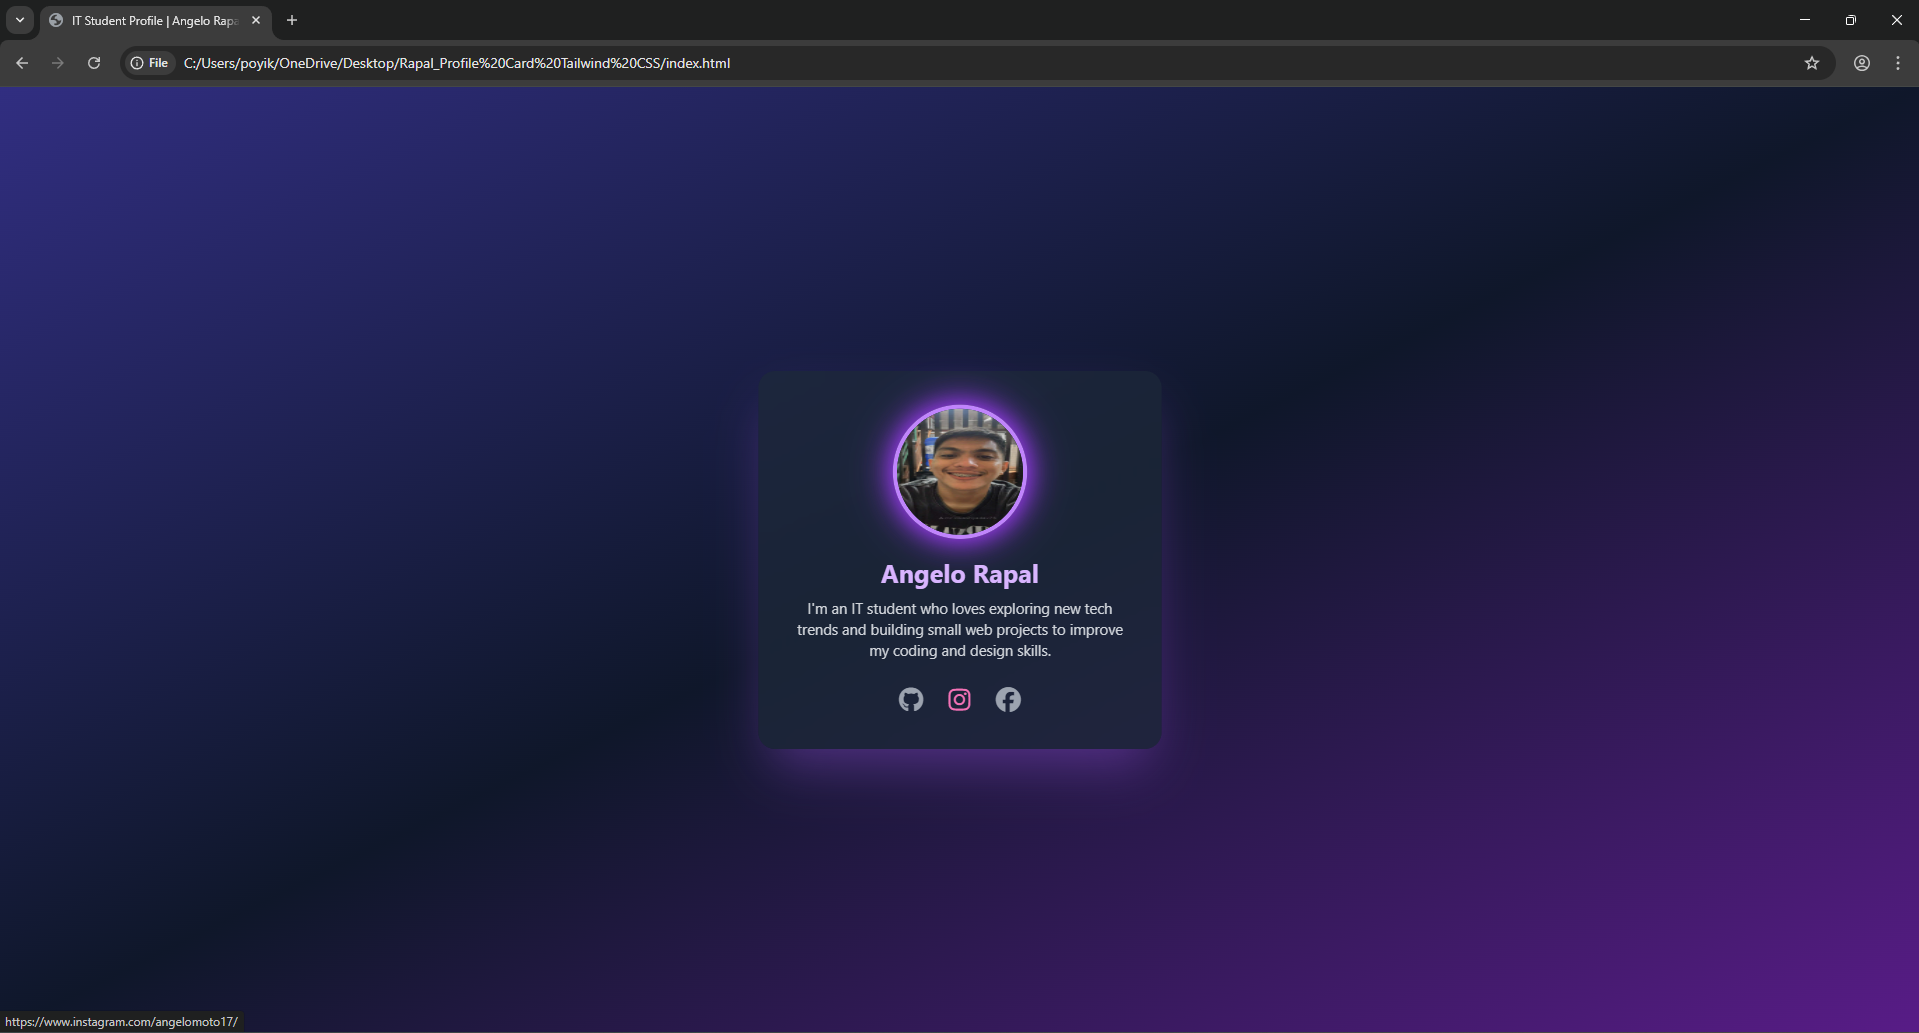 IT Student Profile | Angelo Rapa
File
C:/Users/poyik/OneDrive/Desktop/Rapal_Profile%20Card%20Tailwind%20CSS/index.html
Angelo Rapal
I'm an IT student who loves exploring new tech
trends and building small web projects to improve
my coding and design skills.
https://www.instagram.com/angelomoto17/